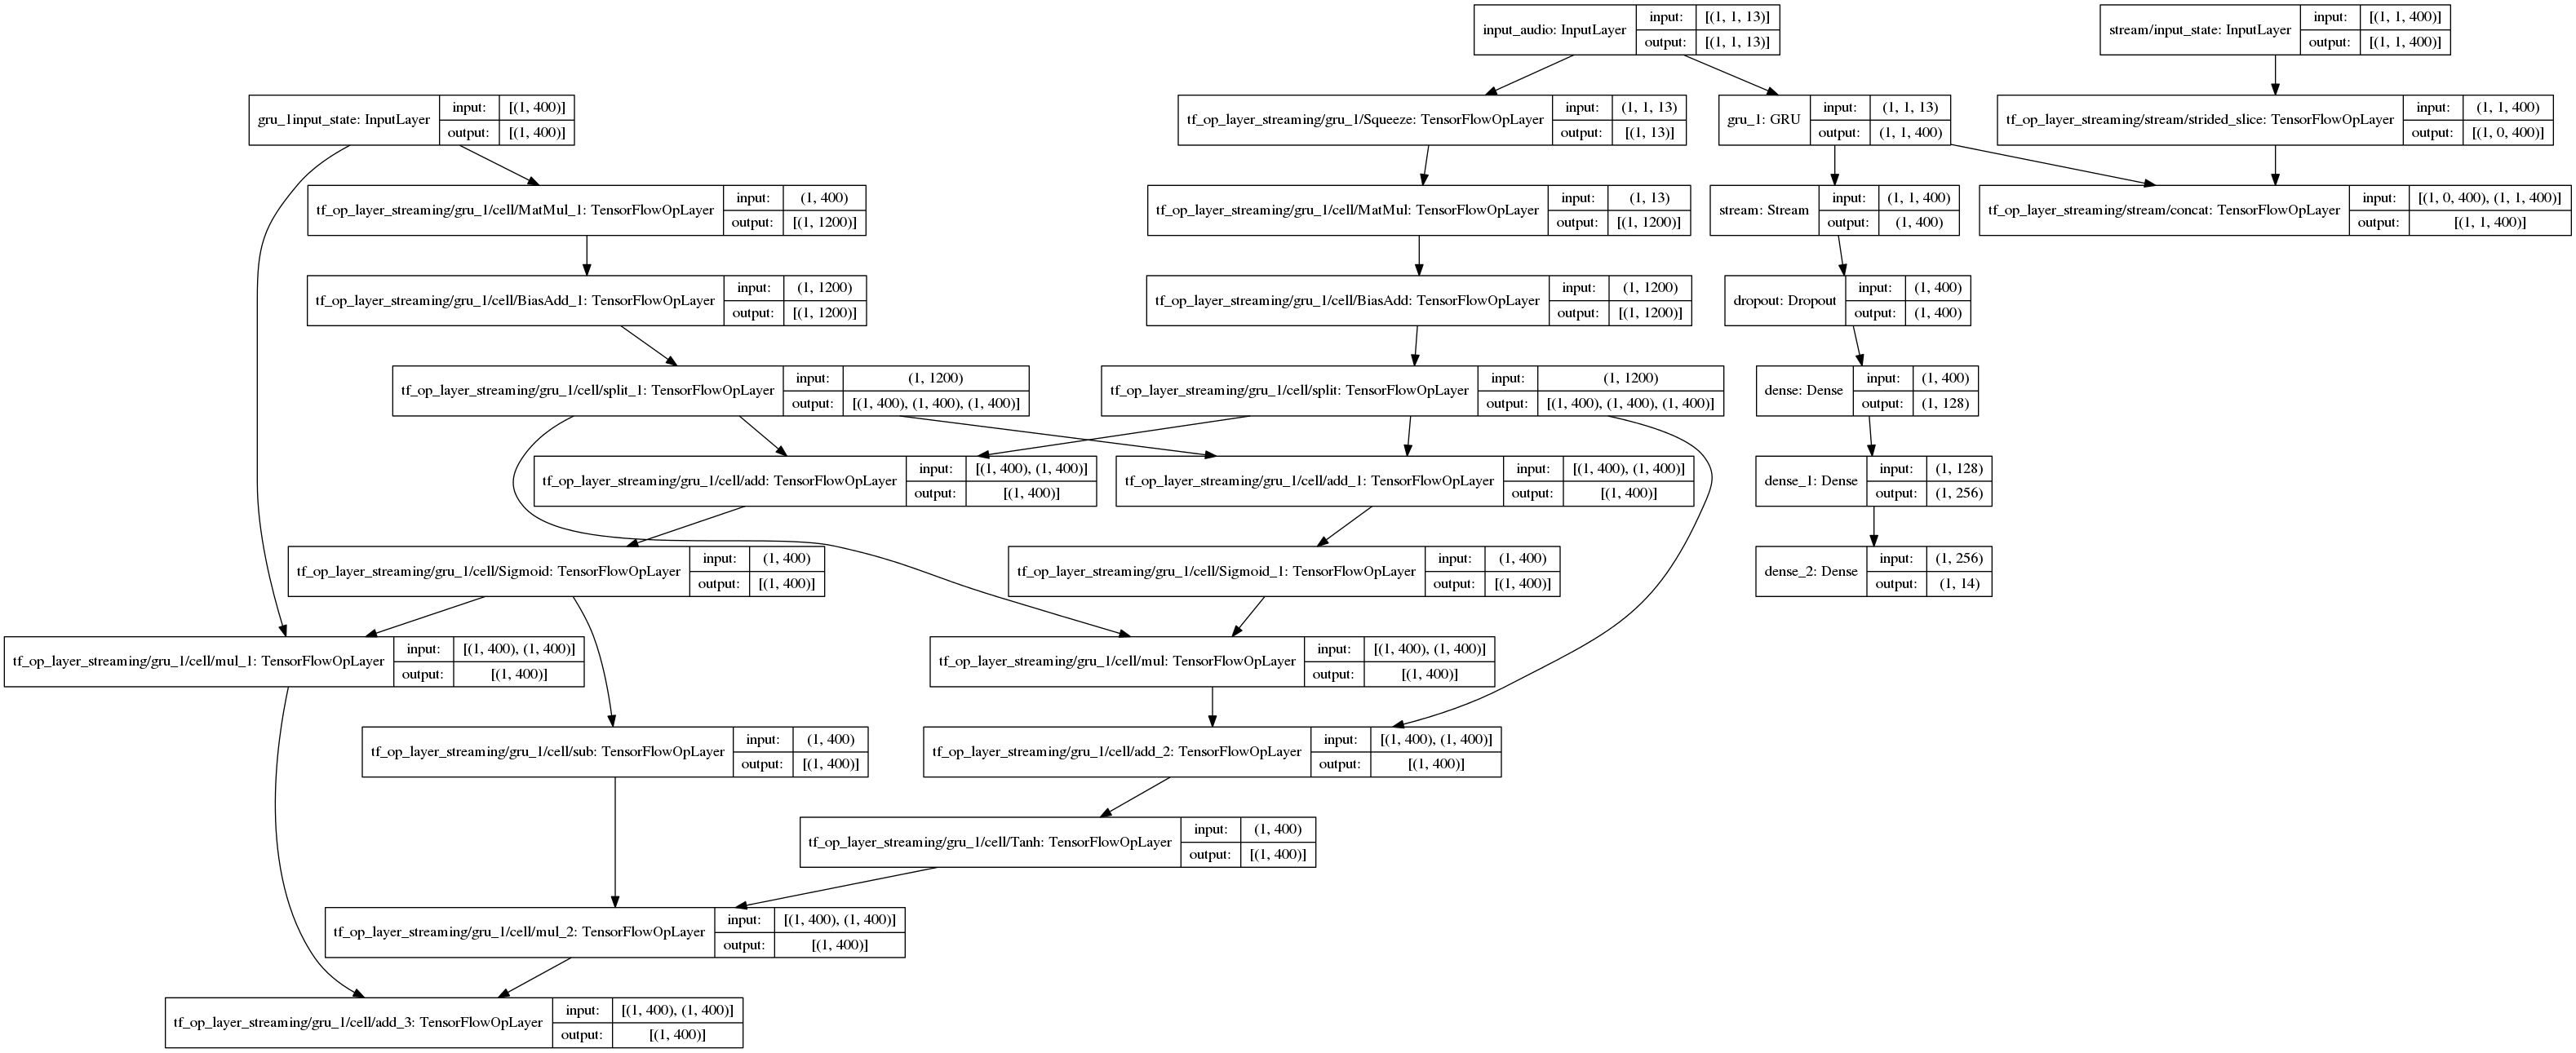 input_audio: InputLayer
input: [(1, 1, 13)]
output: [(1, 1, 13)]
stream/input_state: InputLayer
input: [(1, 1, 400)]
output: [(1, 1, 400)]
gru_1input_state: InputLayer
input: [(1, 400)]
output: [(1, 400)]
tf_op_layer_streaming/gru_1/Squeeze: TensorFlowOpLayer
input: (1, 1, 13)
output: [(1, 13)]
gru_1: GRU
input: (1, 1, 13)
output: (1, 1, 400)
tf_op_layer_streaming/stream/strided_slice: TensorFlowOpLayer
input: (1, 1, 400)
output: [(1, 0, 400)]
tf_op_layer_streaming/gru_1/cell/MatMul_1: TensorFlowOpLayer
input: (1, 400)
output: [(1, 1200)]
tf_op_layer_streaming/gru_1/cell/MatMul: TensorFlowOpLayer
input: (1, 13)
output: [(1, 1200)]
stream: Stream
input: (1, 1, 400)
output: (1, 400)
tf_op_layer_streaming/stream/concat: TensorFlowOpLayer
input: [(1, 0, 400), (1, 1, 400)]
output: [(1, 1, 400)]
tf_op_layer_streaming/gru_1/cell/BiasAdd_1: TensorFlowOpLayer
input: (1, 1200)
output: [(1, 1200)]
tf_op_layer_streaming/gru_1/cell/BiasAdd: TensorFlowOpLayer
input: (1, 1200)
output: [(1, 1200)]
dropout: Dropout
input: (1, 400)
output: (1, 400)
tf_op_layer_streaming/gru_1/cell/split_1: TensorFlowOpLayer
input: (1, 1200)
output: [(1, 400), (1, 400), (1, 400)]
tf_op_layer_streaming/gru_1/cell/split: TensorFlowOpLayer
input: (1, 1200)
output: [(1, 400), (1, 400), (1, 400)]
dense: Dense
input: (1, 400)
output: (1, 128)
tf_op_layer_streaming/gru_1/cell/add: TensorFlowOpLayer
input: [(1, 400), (1, 400)]
output: [(1, 400)]
tf_op_layer_streaming/gru_1/cell/add_1: TensorFlowOpLayer
input: [(1, 400), (1, 400)]
output: [(1, 400)]
dense_1: Dense
input: (1, 128)
output: (1, 256)
tf_op_layer_streaming/gru_1/cell/Sigmoid: TensorFlowOpLayer
input: (1, 400)
output: [(1, 400)]
tf_op_layer_streaming/gru_1/cell/Sigmoid_1: TensorFlowOpLayer
input: (1, 400)
output: [(1, 400)]
dense_2: Dense
input: (1, 256)
output: (1, 14)
tf_op_layer_streaming/gru_1/cell/mul_1: TensorFlowOpLayer
input: [(1, 400), (1, 400)]
output: [(1, 400)]
tf_op_layer_streaming/gru_1/cell/mul: TensorFlowOpLayer
input: [(1, 400), (1, 400)]
output: [(1, 400)]
tf_op_layer_streaming/gru_1/cell/sub: TensorFlowOpLayer
input: (1, 400)
output: [(1, 400)]
tf_op_layer_streaming/gru_1/cell/add_2: TensorFlowOpLayer
input: [(1, 400), (1, 400)]
output: [(1, 400)]
tf_op_layer_streaming/gru_1/cell/Tanh: TensorFlowOpLayer
input: (1, 400)
output: [(1, 400)]
tf_op_layer_streaming/gru_1/cell/mul_2: TensorFlowOpLayer
input: [(1, 400), (1, 400)]
output: [(1, 400)]
tf_op_layer_streaming/gru_1/cell/add_3: TensorFlowOpLayer
input: [(1, 400), (1, 400)]
output: [(1, 400)]